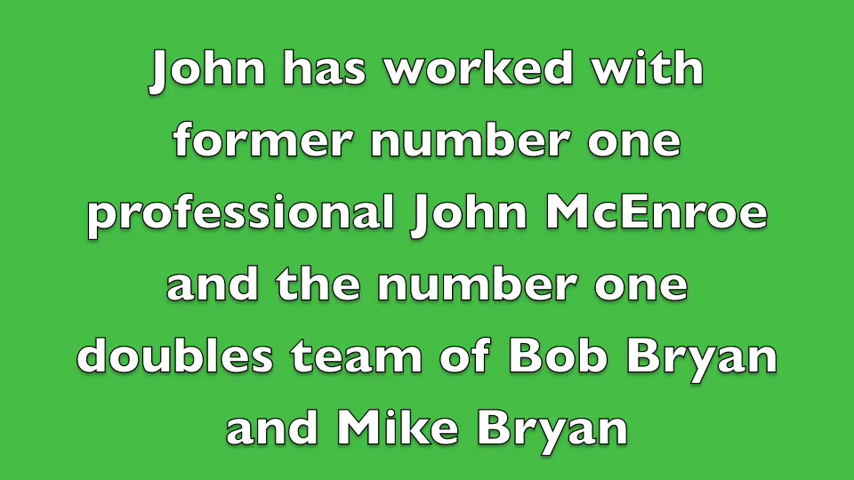 John has worked with
former number one
professional John McEnroe
and the number one
doubles team of Bob Bryan
and Mike Bryan